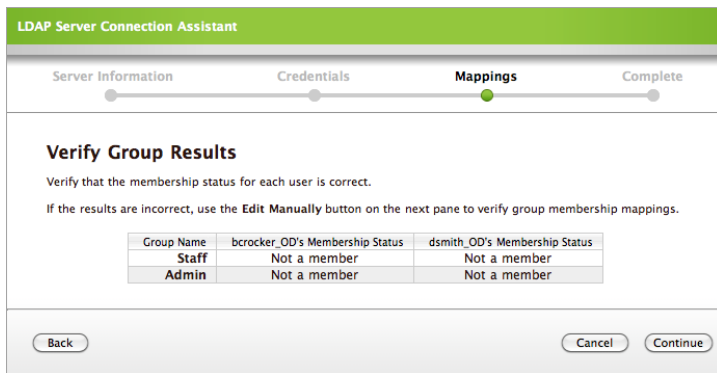 LDAP Server Connection Assistant
Server Information Credentials Mappings Complete
Verify Group Results
Verify that the membership status for each user is correct.
If the results are incorrect, use the Edit Manually button on the next pane to verify group membership mappings.
Group Name bcrocker_OD's Membership Status dsmith_OD's Membership Status
Staff Not a member Not a member
Admin Not a member Not a member
Back Cancel Continue